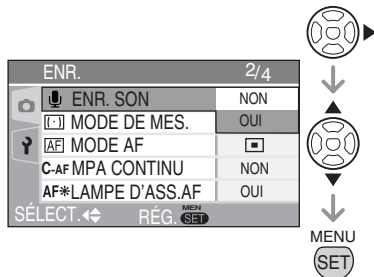 ENR. 2/4
ENR. SON NON
MODE DE MES. OUI
AF MODE AF
C-AF MPA CONTINU NON
AF* LAMPE D'ASS.AF OUI
SÉLECT. RÉG. MENU SET
MENU
SET